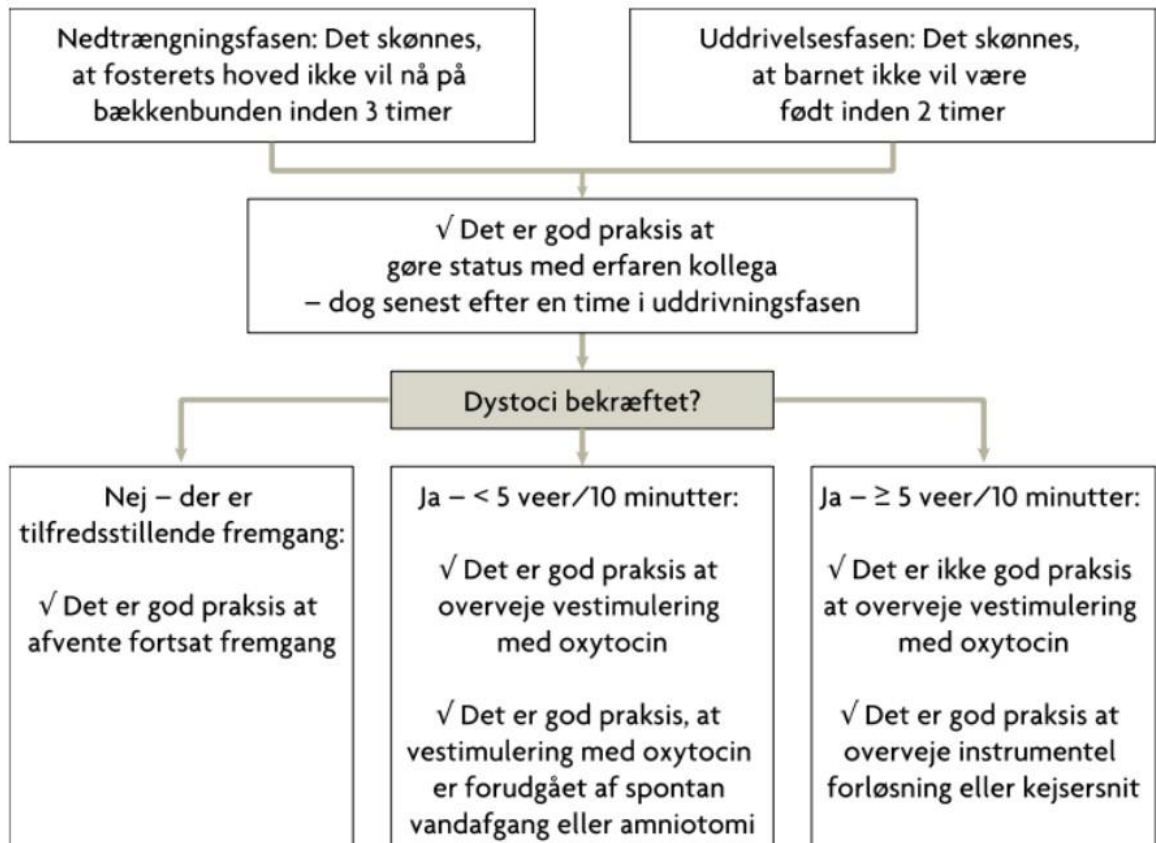 Nedtrængningsfasen: Det skønnes,
at fosterets hoved ikke vil nå på
bækkenbunden inden 3 timer
Uddrivelsesfasen: Det skønnes,
at barnet ikke vil være
født inden 2 timer
√ Det er god praksis at
gøre status med erfaren kollega
– dog senest efter en time i uddrivningsfasen
Dystoci bekræftet?
Nej – der er
tilfredsstillende fremgang:
√ Det er god praksis at
afvente fortsat fremgang
Ja – < 5 veer/10 minutter:
√ Det er god praksis at
overveje vestimulering
med oxytocin
√ Det er god praksis, at
vestimulering med oxytocin
er forudgået af spontan
vandafgang eller amniotomi
Ja – ≥ 5 veer/10 minutter:
√ Det er ikke god praksis
at overveje vestimulering
med oxytocin
√ Det er god praksis at
overveje instrumentel
forløsning eller kejsersnit